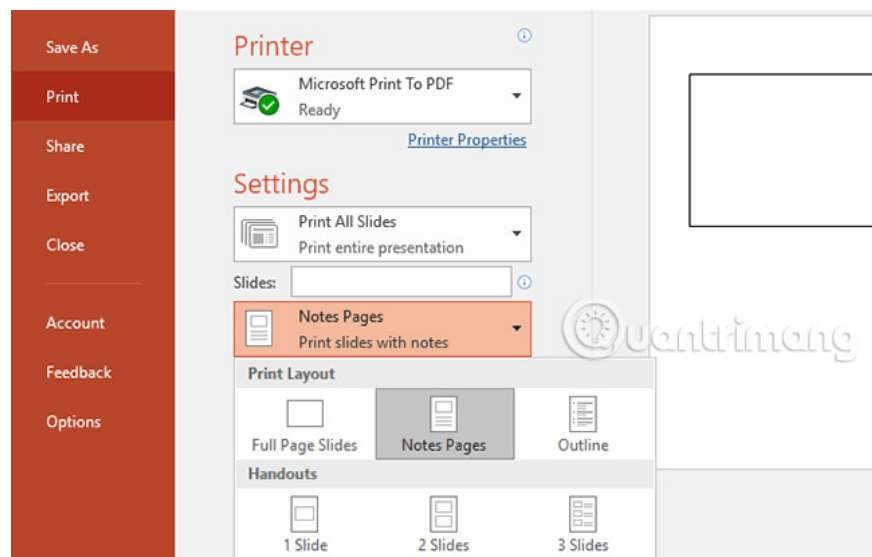 Save As
Print
Share
Export
Close
Account
Feedback
Options
Printer
Microsoft Print To PDF
Ready
Printer Properties
Settings
Print All Slides
Print entire presentation
Slides:
Notes Pages
Print slides with notes
Print Layout
Full Page Slides
Notes Pages
Outline
Handouts
1 Slide
2 Slides
3 Slides
Quantrimang